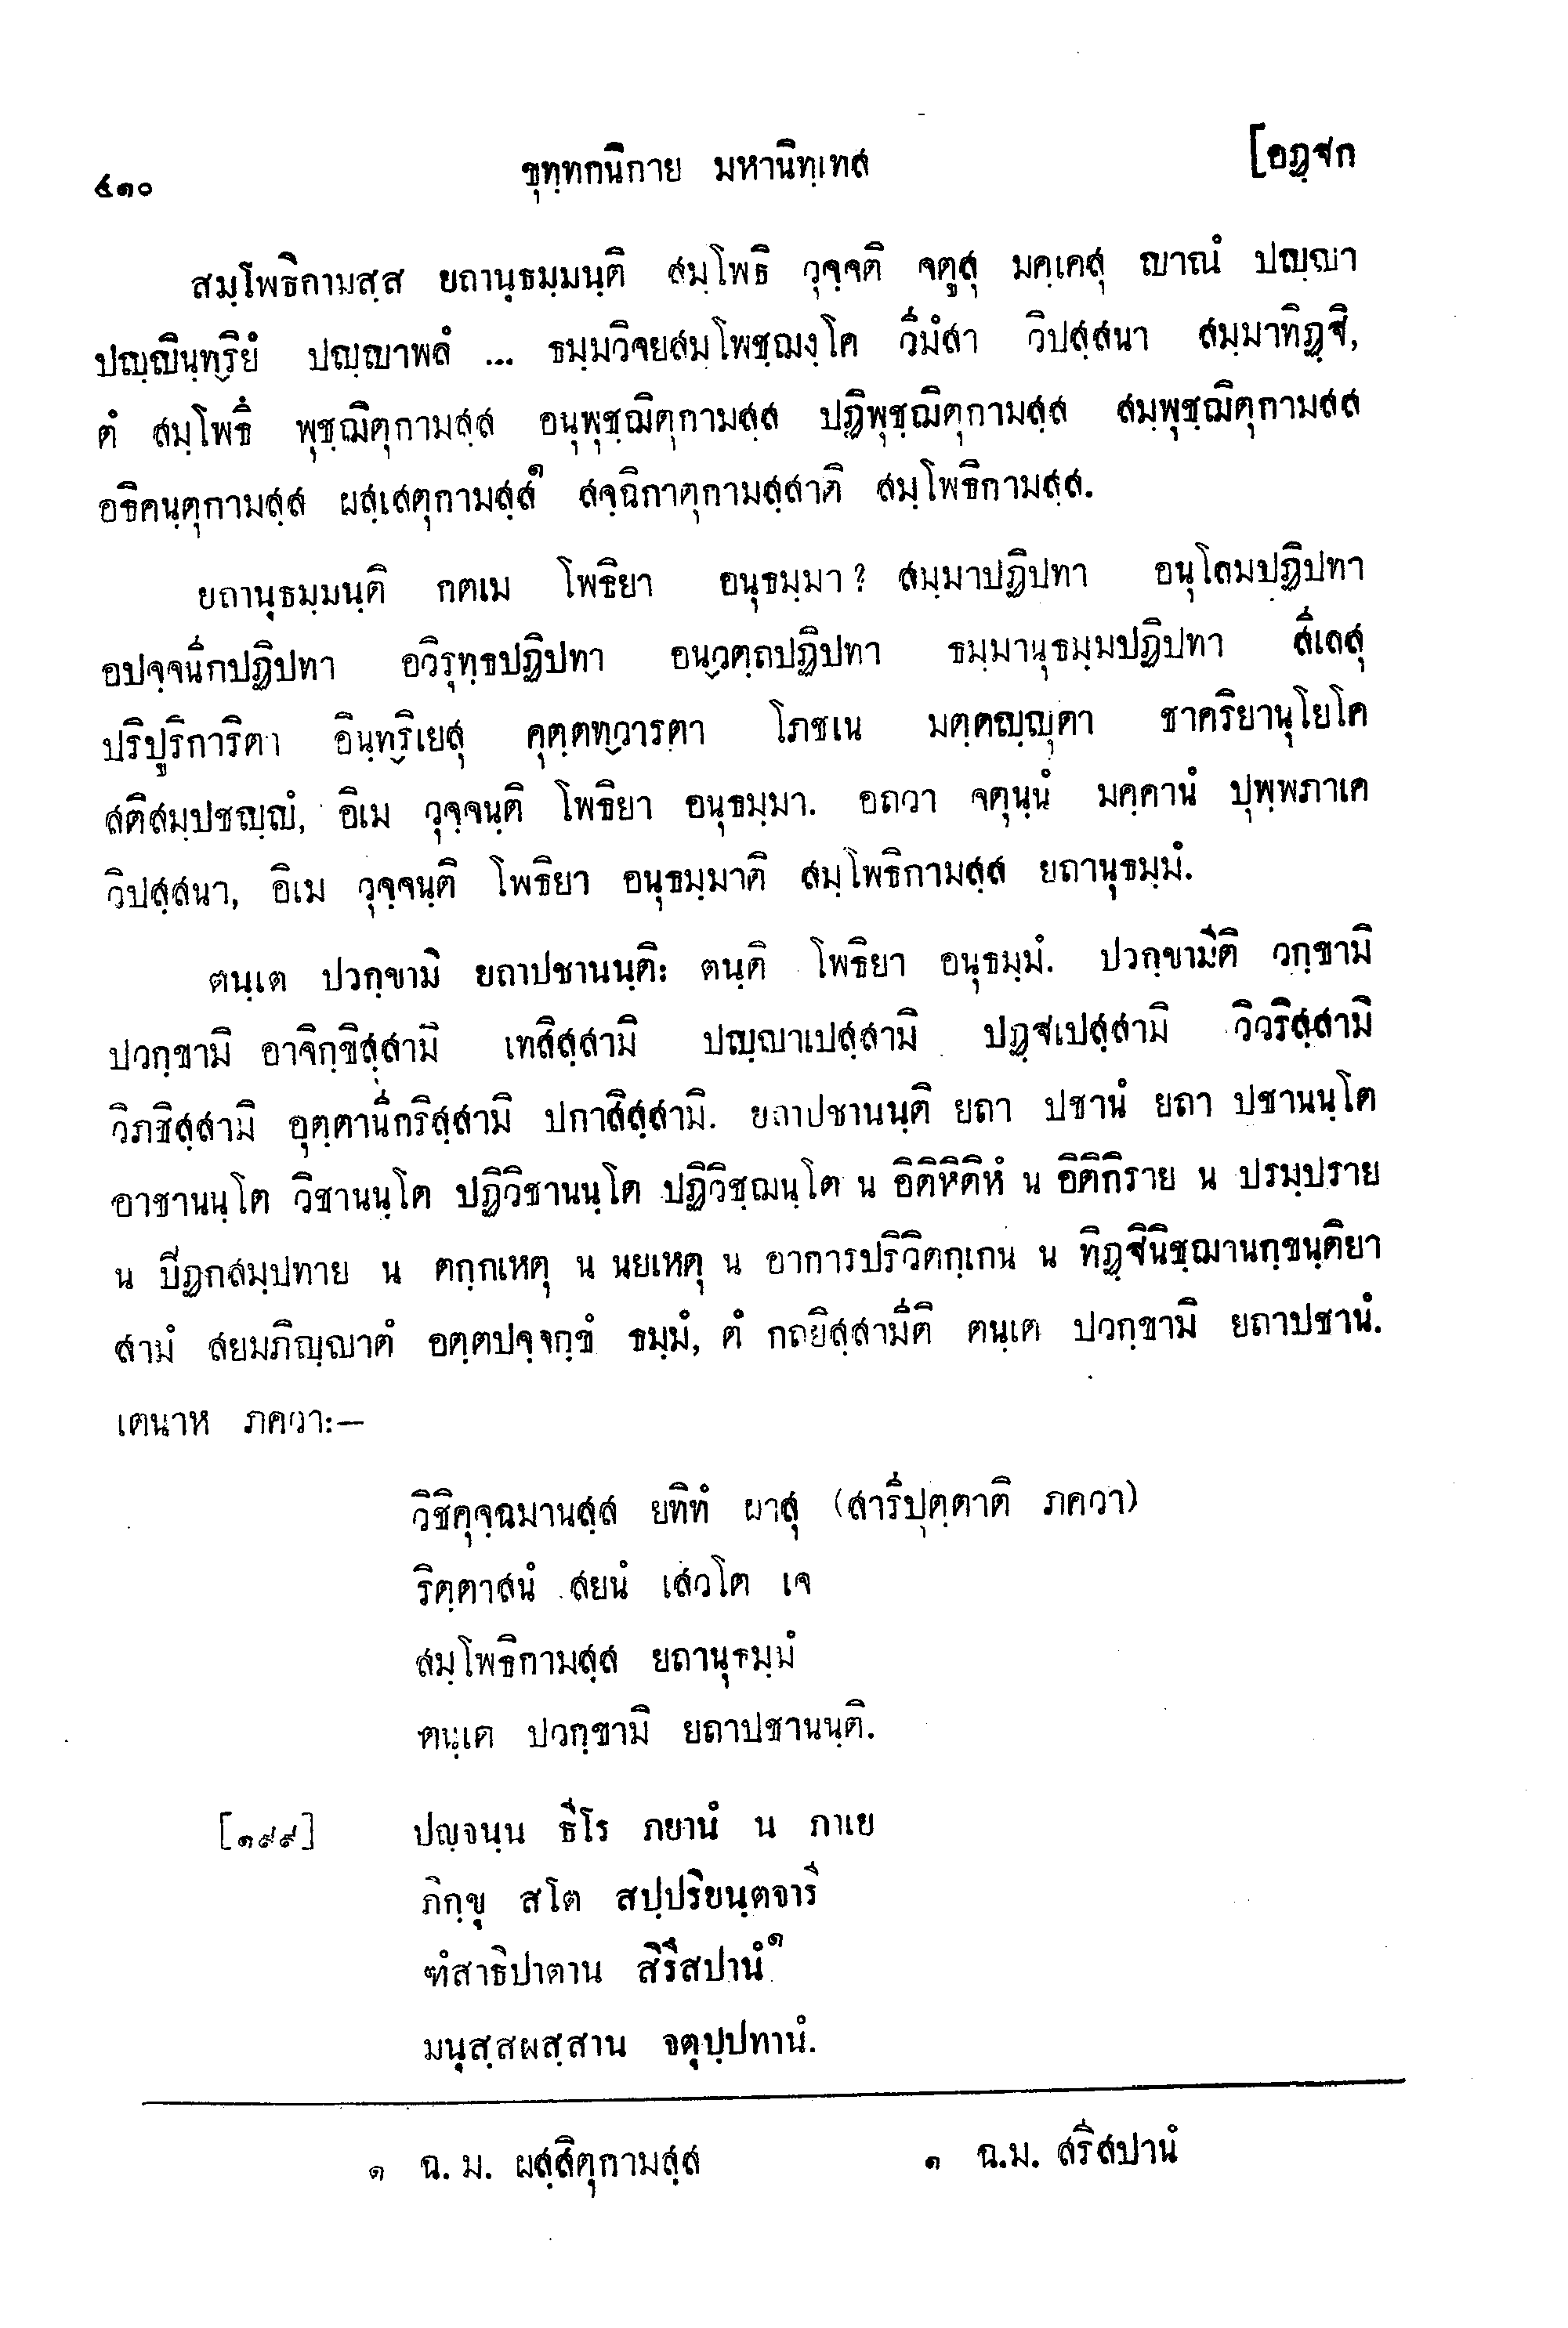 ๕๑๐ ขุทฺทกนิกาย มหานิทฺเทส [อฏฺฐก
สมฺโพธิกามสฺส ยถานุธมฺมนฺติ สมฺโพธิ วุจฺจติ จตูสุ มคฺเคสุ ญาณํ ปญฺญา
ปญฺญินฺทฺริยํ ปญฺญาพลํ ... ธมฺมวิจยสมฺโพชฺฌงฺโค วีมํสา วิปสฺสนา สมฺมาทิฏฺฐิ,
ตํ สมฺโพธึ พุชฺฌิตุกามสฺส อนุพุชฺฌิตุกามสฺส ปฏิพุชฺฌิตุกามสฺส สมฺพุชฺฌิตุกามสส
อธิคนฺตุกามสฺส ผสฺเสตุกามสฺส๑ สจฺฉิกาตุกามสฺสาติ สมฺโพธิกามสฺส.
ยถานุธมฺมนฺติ กตเม โพธิยา อนุธมฺมา? สมฺมาปฏิปทา อนุโลมปฏิปทา
อปจฺจนีกปฏิปทา อวิรุทฺธปฏิปทา อนฺวตฺถปฏิปทา ธมฺมานุธมฺมปฏิปทา สีเลสุ
ปริปูริการิตา อินฺทฺริเยสุ คุตฺตทฺวารตา โภชเน มตฺตญฺญุตา ชาคริยานุโยโค
สติสมฺปชญฺญํ, อิเม วุจฺจนฺติ โพธิยา อนุธมฺมา. อถวา จตุนฺนํ มคฺคานํ ปุพฺพภาเค
วิปสฺสนา, อิเม วุจฺจนฺติ โพธิยา อนุธมฺมาติ สมฺโพธิกามสฺส ยถานุธมฺมํ.
ตนฺเต ปวกฺขามิ ยถาปชานนฺติ: ตนฺติ โพธิยา อนุธมฺมํ. ปวกฺขามีติ วกฺขามิ
ปวกฺขามิ อาจิกฺขิสฺสามิ เทสิสฺสามิ ปญฺญาเปสฺสามิ ปฏฺฐเปสฺสามิ วิวริสฺสามิ
วิภชิสฺสามิ อุตฺตานีกริสฺสามิ ปกาสิสฺสามิ. ยถาปชานนฺติ ยถา ปชานํ ยถา ปชานนฺโต
อาชานนฺโต วิชานนฺโต ปฏิวิชานนฺโต ปฏิวิชฺฌนฺโต น อิติหีติหํ น อิติกิราย น ปรมฺปราย
น ปีฏกสมฺปทาย น ตกฺกเหตุ น นยเหตุ น อาการปริวิตกฺเกน น ทิฏฺฐินิชฺฌานกฺขนฺติยา
สามํ สยมภิญฺญาตํ อตฺตปจฺจกฺขํ ธมฺมํ, ตํ กถยิสฺสามีติ ตนฺเต ปวกฺขามิ ยถาปชานํ.
เตนาห ภควา:—
วิชิคุจฺฉมานสฺส ยทิทํ ผาสุ (สารีปุตฺตาติ ภควา)
ริตฺตาสนํ สยนํ เสวโต เจ
สมฺโพธิกามสฺส ยถานุธมฺมํ
ตนฺเต ปวกฺขามิ ยถาปชานนฺติ.
[๑๙๙] ปญฺจนฺน ธีโร ภยานํ น ภาเย
ภิกฺขุ สโต สปฺปริยนฺตจารี
ฑํสาธิปาตาน สิรึสปานํ๑
มนุสฺสผสฺสาน จตุปฺปทานํ.
๑ ฉ. ม. ผสฺสิตุกามสฺส ๑ ฉ.ม. สรีสปานํ